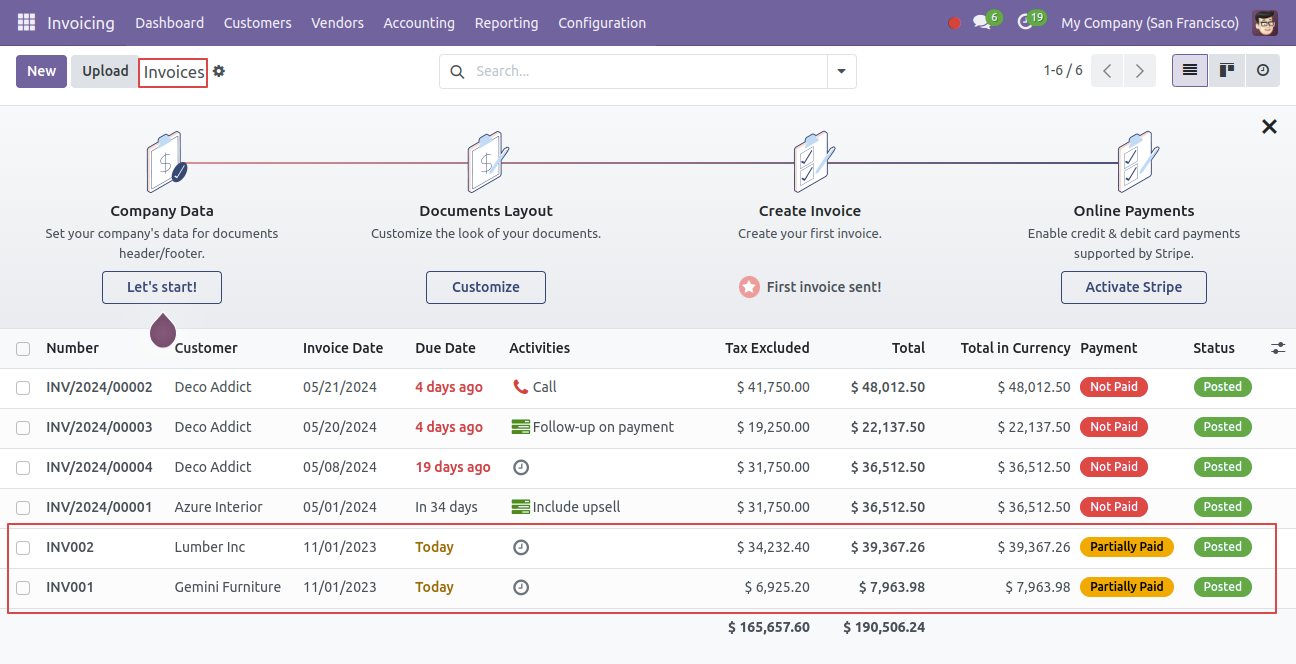 Invoicing Dashboard Customers Vendors Accounting Reporting Configuration 6 19 My Company (San Francisco)
New Upload Invoices Search... 1-6 / 6
Company Data Documents Layout Create Invoice Online Payments
Set your company's data for documents Customize the look of your documents. Create your first invoice. Enable credit & debit card payments
header/footer. supported by Stripe.
Let's start! Customize First invoice sent! Activate Stripe
Number Customer Invoice Date Due Date Activities Tax Excluded Total Total in Currency Payment Status
INV/2024/00002 Deco Addict 05/21/2024 4 days ago Call $ 41,750.00 $ 48,012.50 $ 48,012.50 Not Paid Posted
INV/2024/00003 Deco Addict 05/20/2024 4 days ago Follow-up on payment $ 19,250.00 $ 22,137.50 $ 22,137.50 Not Paid Posted
INV/2024/00004 Deco Addict 05/08/2024 19 days ago $ 31,750.00 $ 36,512.50 $ 36,512.50 Not Paid Posted
INV/2024/00001 Azure Interior 05/01/2024 In 34 days Include upsell $ 31,750.00 $ 36,512.50 $ 36,512.50 Not Paid Posted
INV002 Lumber Inc 11/01/2023 Today $ 34,232.40 $ 39,367.26 $ 39,367.26 Partially Paid Posted
INV001 Gemini Furniture 11/01/2023 Today $ 6,925.20 $ 7,963.98 $ 7,963.98 Partially Paid Posted
$ 165,657.60 $ 190,506.24